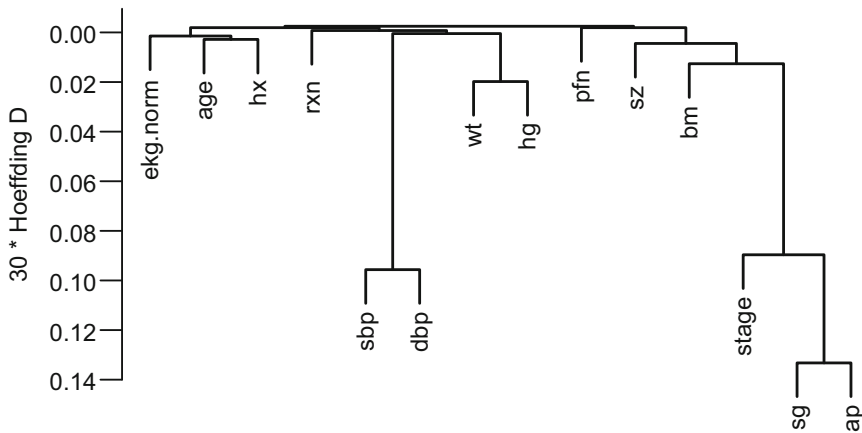 30 * Hoeffding D
0.00
0.02
0.04
0.06
0.08
0.10
0.12
0.14
ekg.norm
age
hx
rxn
sbp
dbp
wt
hg
pfn
sz
bm
stage
sg
ap